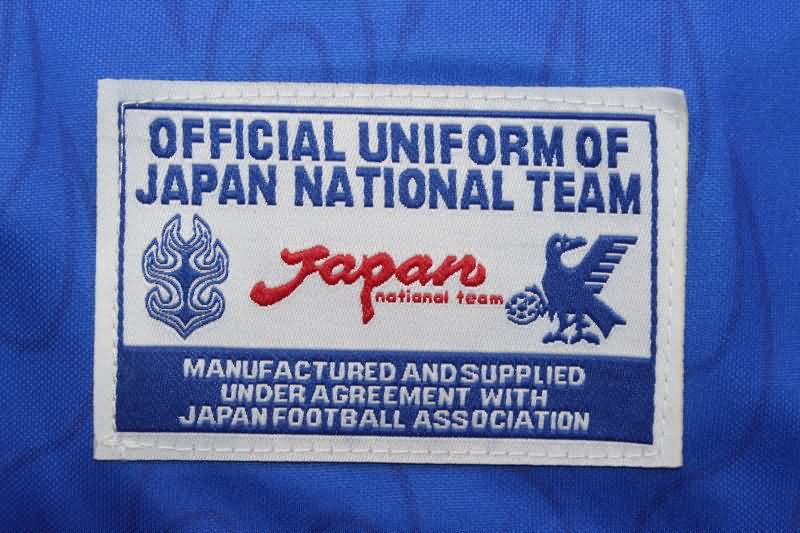 OFFICIAL UNIFORM OF
JAPAN NATIONAL TEAM
Japan
national team
MANUFACTURED AND SUPPLIED
UNDER AGREEMENT WITH
JAPAN FOOTBALL ASSOCIATION